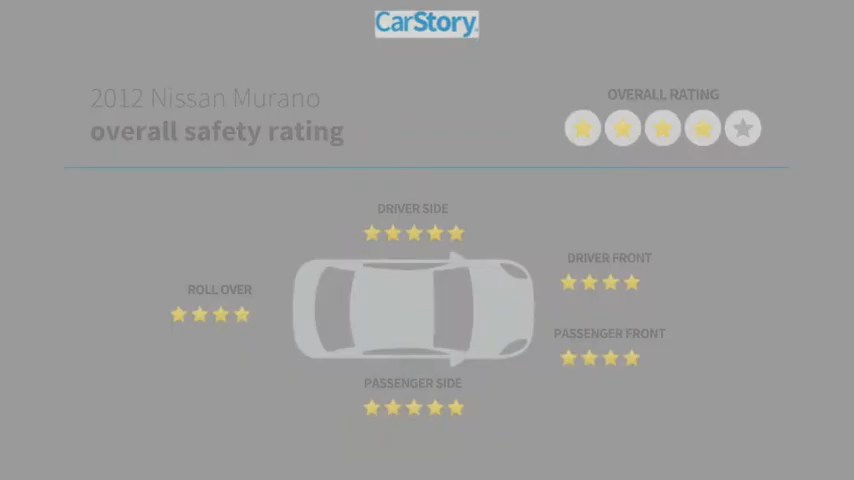 CarStory
2012 Nissan Murano
overall safety rating
OVERALL RATING
DRIVER SIDE
DRIVER FRONT
ROLL OVER
PASSENGER FRONT
PASSENGER SIDE